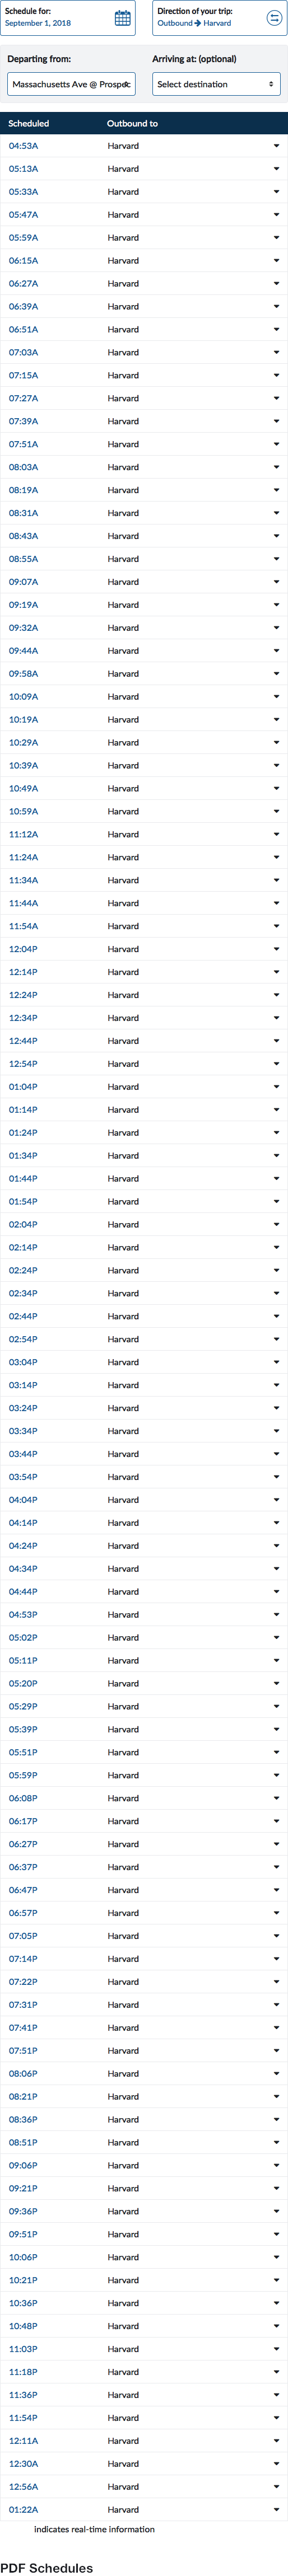 Schedule for:
September 1, 2018
Direction of your trip:
Outbound → Harvard
Departing from:
Massachusetts Ave @ Prospec
Arriving at: (optional)
Select destination
Scheduled Outbound to
04:53A Harvard
05:13A Harvard
05:33A Harvard
05:47A Harvard
05:59A Harvard
06:15A Harvard
06:27A Harvard
06:39A Harvard
06:51A Harvard
07:03A Harvard
07:15A Harvard
07:27A Harvard
07:39A Harvard
07:51A Harvard
08:03A Harvard
08:19A Harvard
08:31A Harvard
08:43A Harvard
08:55A Harvard
09:07A Harvard
09:19A Harvard
09:32A Harvard
09:44A Harvard
09:58A Harvard
10:09A Harvard
10:19A Harvard
10:29A Harvard
10:39A Harvard
10:49A Harvard
10:59A Harvard
11:12A Harvard
11:24A Harvard
11:34A Harvard
11:44A Harvard
11:54A Harvard
12:04P Harvard
12:14P Harvard
12:24P Harvard
12:34P Harvard
12:44P Harvard
12:54P Harvard
01:04P Harvard
01:14P Harvard
01:24P Harvard
01:34P Harvard
01:44P Harvard
01:54P Harvard
02:04P Harvard
02:14P Harvard
02:24P Harvard
02:34P Harvard
02:44P Harvard
02:54P Harvard
03:04P Harvard
03:14P Harvard
03:24P Harvard
03:34P Harvard
03:44P Harvard
03:54P Harvard
04:04P Harvard
04:14P Harvard
04:24P Harvard
04:34P Harvard
04:44P Harvard
04:53P Harvard
05:02P Harvard
05:11P Harvard
05:20P Harvard
05:29P Harvard
05:39P Harvard
05:51P Harvard
05:59P Harvard
06:08P Harvard
06:17P Harvard
06:27P Harvard
06:37P Harvard
06:47P Harvard
06:57P Harvard
07:05P Harvard
07:14P Harvard
07:22P Harvard
07:31P Harvard
07:41P Harvard
07:51P Harvard
08:06P Harvard
08:21P Harvard
08:36P Harvard
08:51P Harvard
09:06P Harvard
09:21P Harvard
09:36P Harvard
09:51P Harvard
10:06P Harvard
10:21P Harvard
10:36P Harvard
10:48P Harvard
11:03P Harvard
11:18P Harvard
11:36P Harvard
11:54P Harvard
12:11A Harvard
12:30A Harvard
12:56A Harvard
01:22A Harvard
indicates real-time information
PDF Schedules